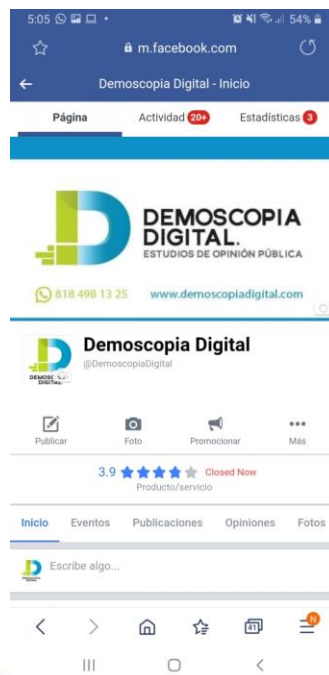 5:05
54%
m.facebook.com
Demoscopia Digital - Inicio
Página Actividad 20+ Estadísticas 3
DEMOSCOPIA
DIGITAL.
ESTUDIOS DE OPINIÓN PÚBLICA
818 498 13 25 www.demoscopiadigital.com
Demoscopia Digital
@DemoscopiaDigital
Publicar Foto Promocionar Más
3.9 Closed Now
Producto/servicio
Inicio Eventos Publicaciones Opiniones Fotos
Escribe algo...
41 N